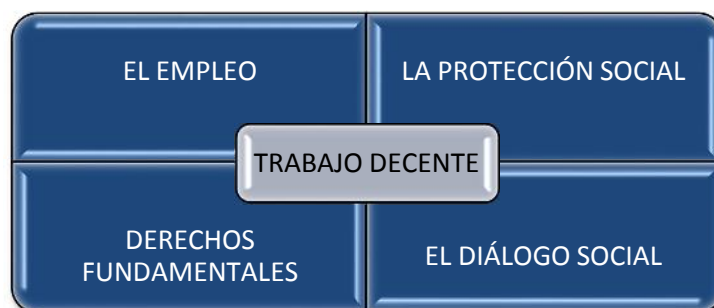 EL EMPLEO
LA PROTECCIÓN SOCIAL
TRABAJO DECENTE
DERECHOS
FUNDAMENTALES
EL DIÁLOGO SOCIAL